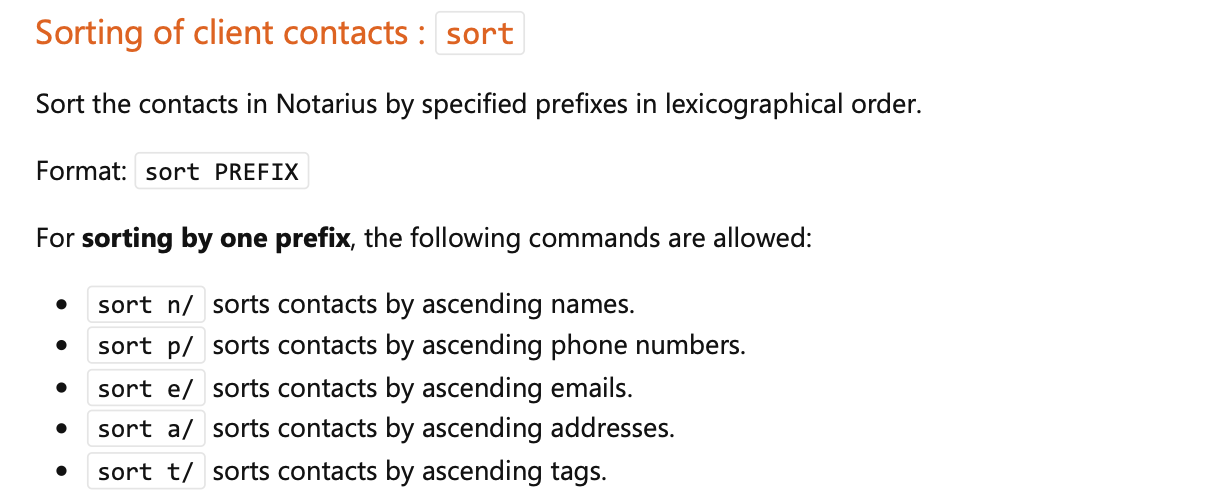 Sorting of client contacts : sort
Sort the contacts in Notarius by specified prefixes in lexicographical order.
Format: sort PREFIX
For sorting by one prefix, the following commands are allowed:
• sort n/ sorts contacts by ascending names.
• sort p/ sorts contacts by ascending phone numbers.
• sort e/ sorts contacts by ascending emails.
• sort a/ sorts contacts by ascending addresses.
• sort t/ sorts contacts by ascending tags.